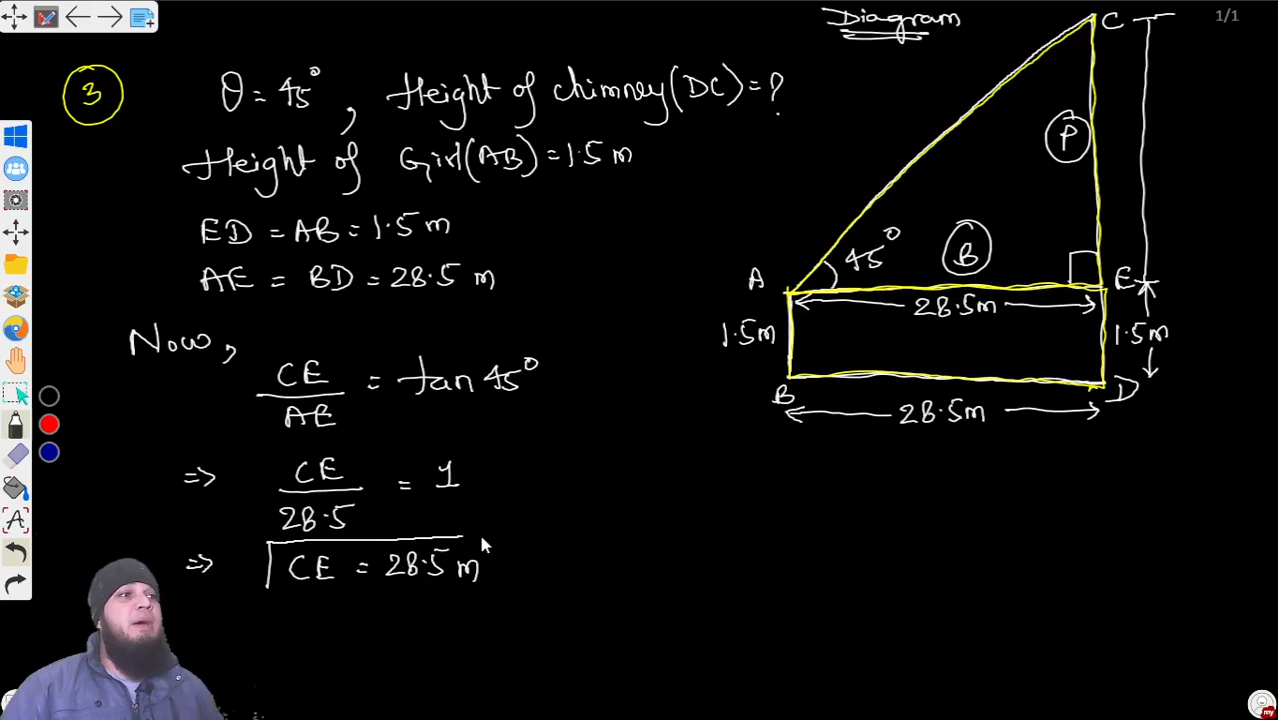 Diagram
1/1
3
θ = 45°, Height of chimney(DC)=?
Height of Girl(AB)=1.5 m
ED = AB = 1.5 m
AE = BD = 28.5 m
Now,
CE
AE
= tan 45°
=> CE
28.5
= 1
=> CE = 28.5 m
C
P
45°
B
A
E
28.5m
1.5m
1.5m
B
D
28.5m